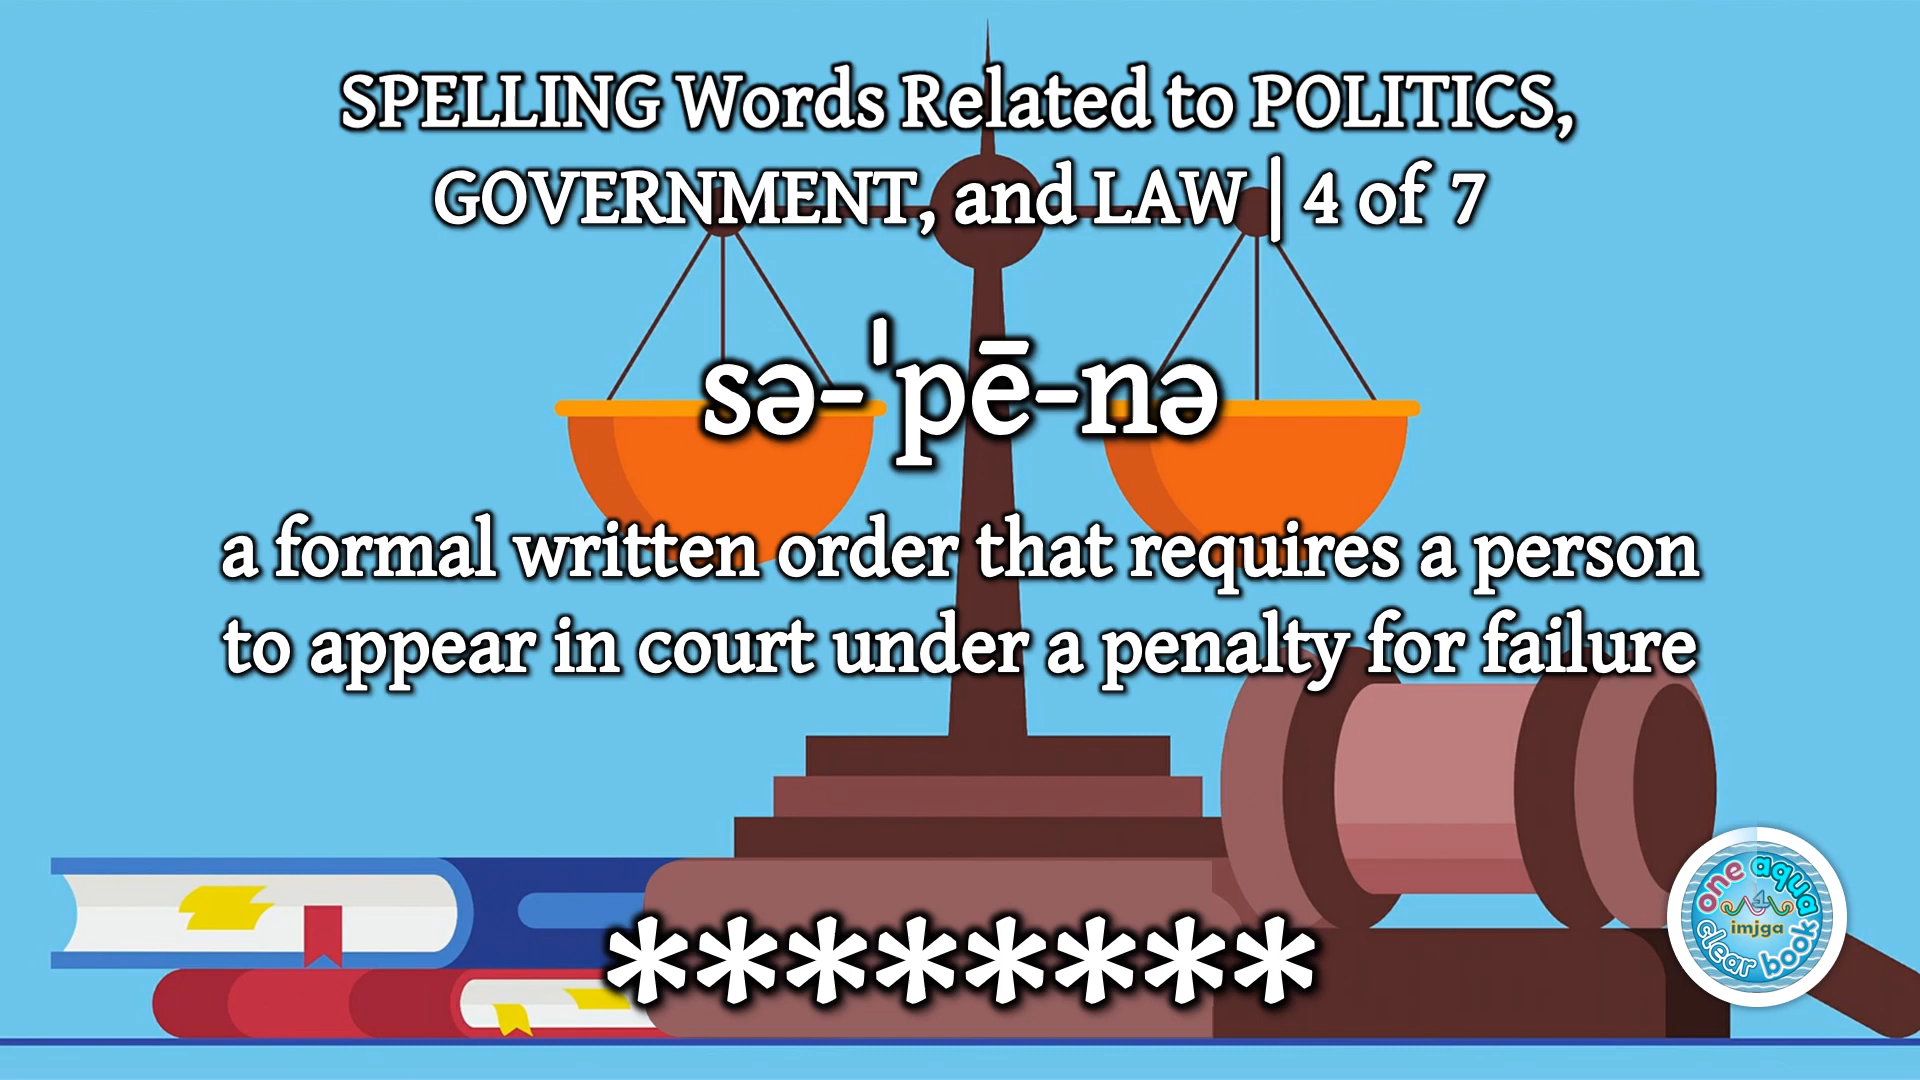 SPELLING Words Related to POLITICS,
GOVERNMENT, and LAW | 4 of 7
sə-ˈpē-nə
a formal written order that requires a person
to appear in court under a penalty for failure
********
one aqua
4
imjga
clear book